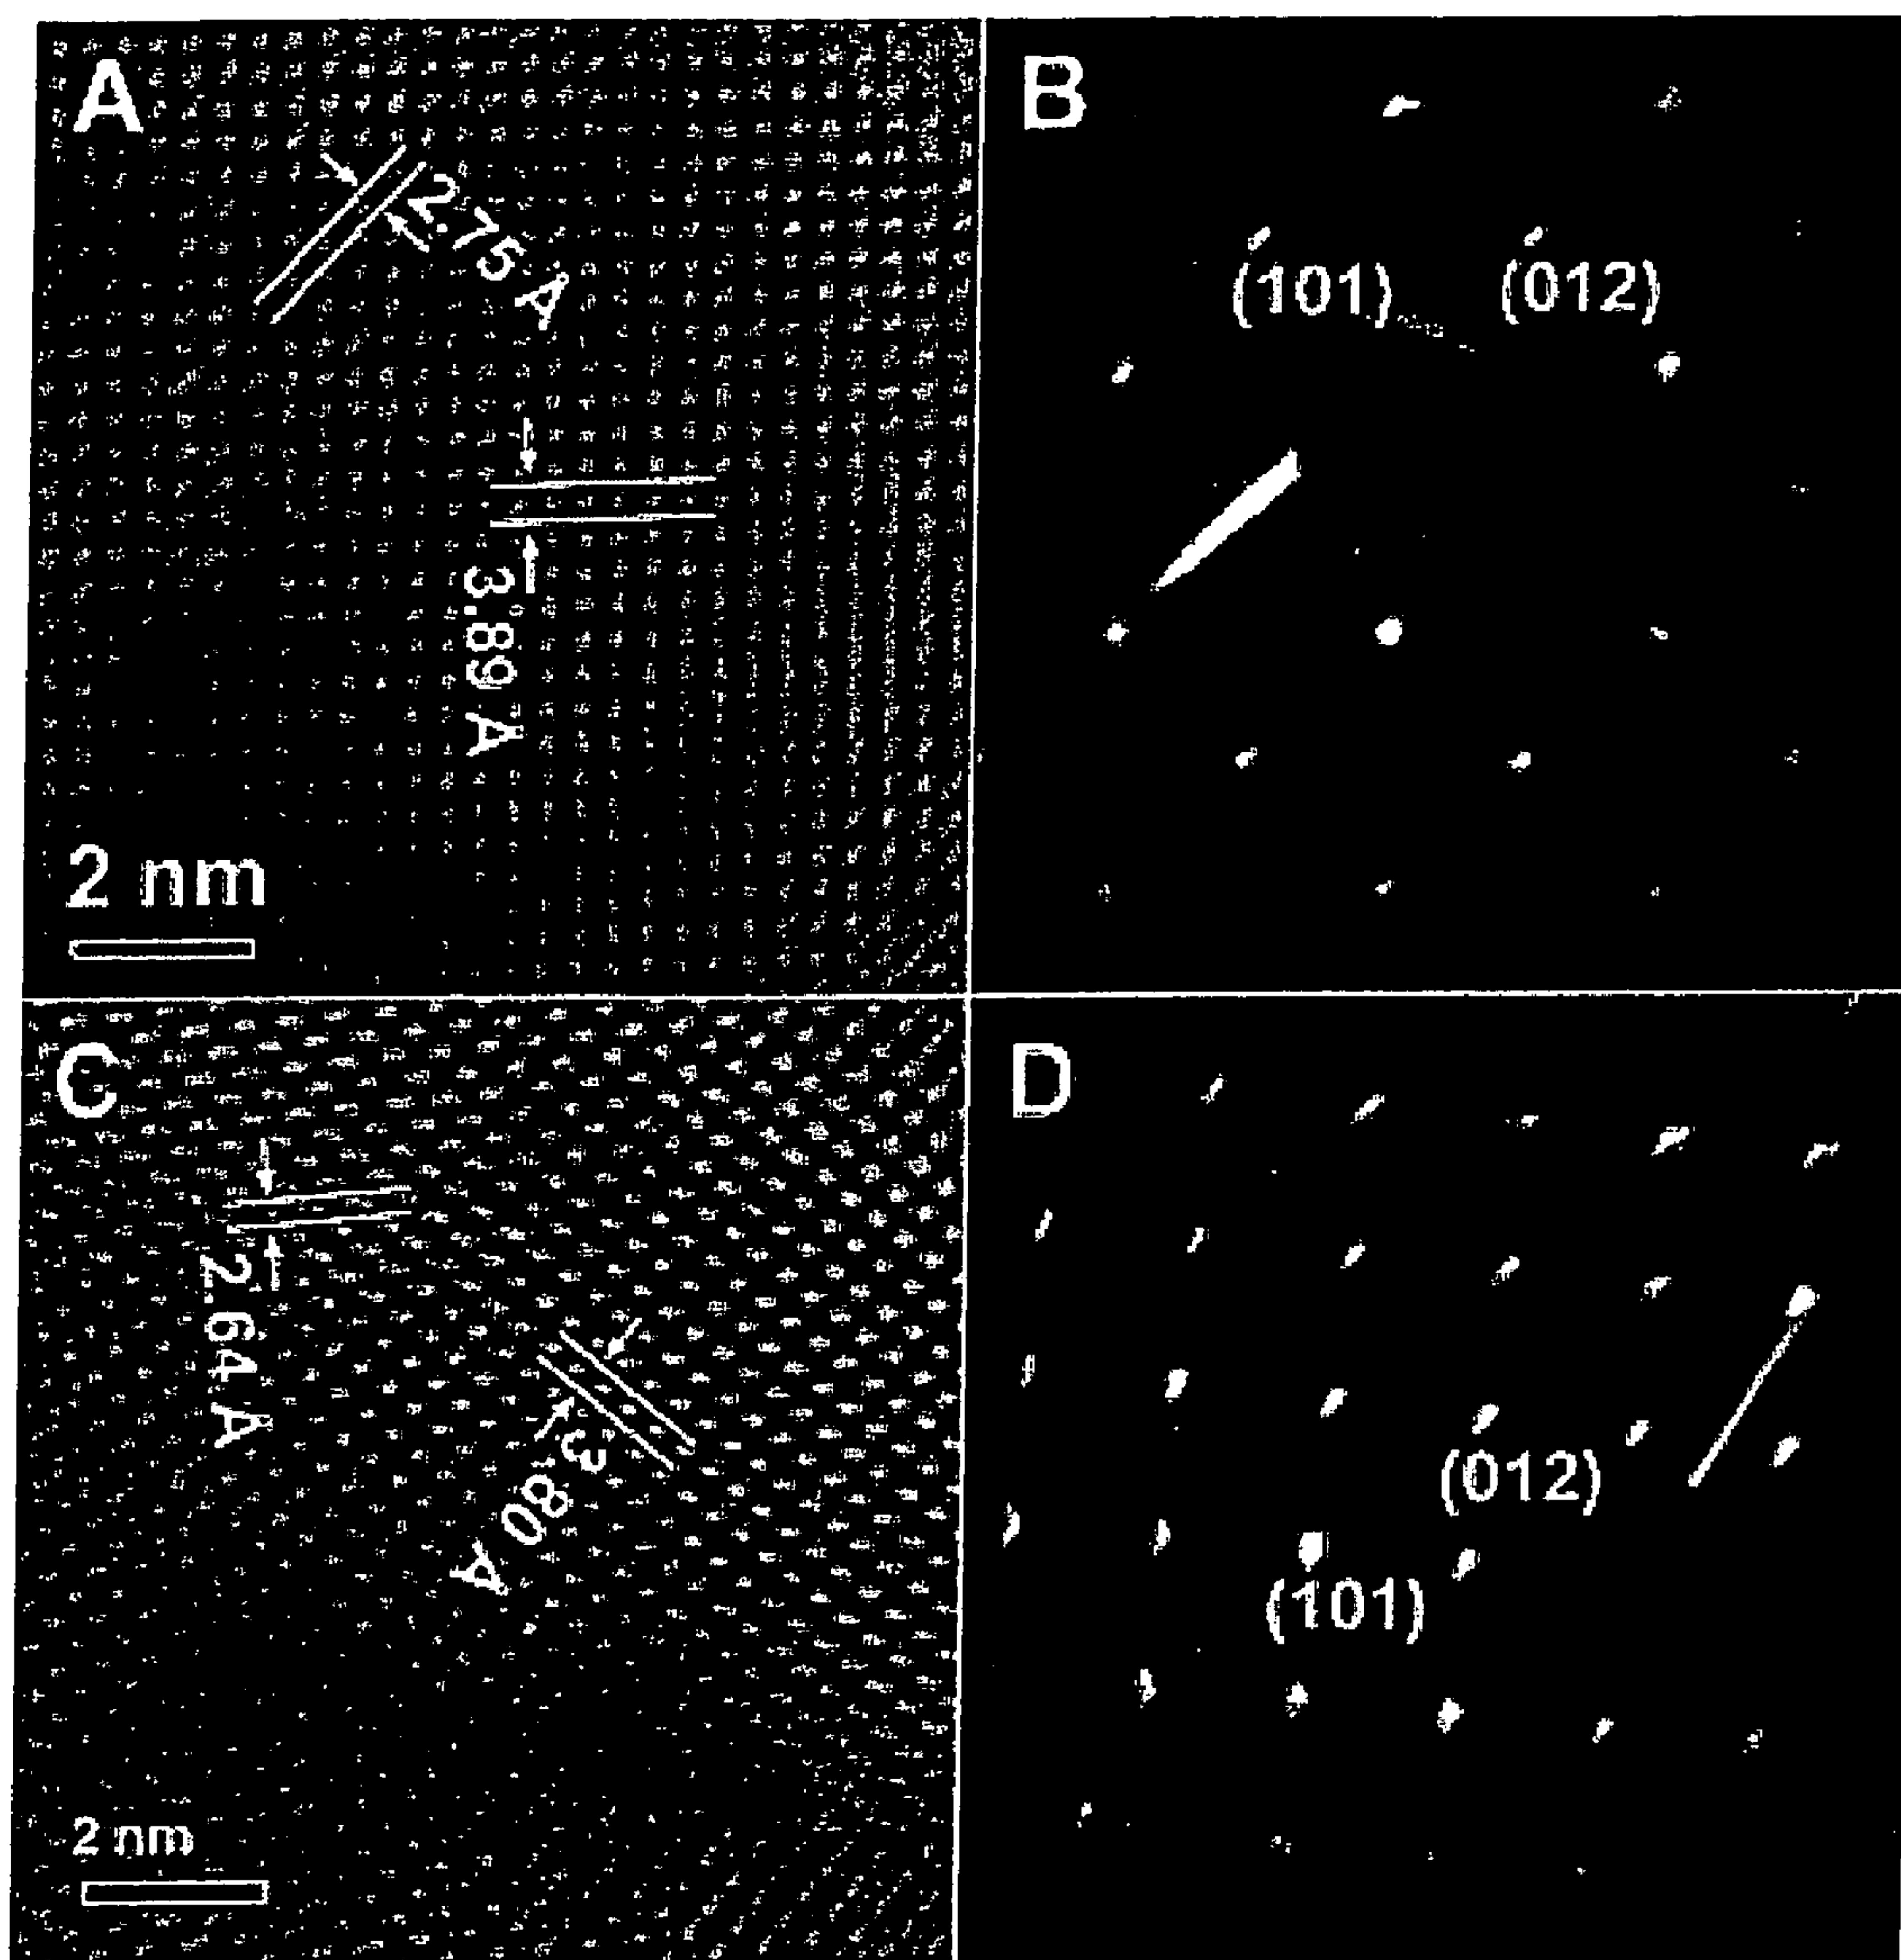 A
2.75 Å
3.89 Å
2 nm
B
(101)
(012)
C
2.64 Å
3.80 Å
2 nm
D
(012)
(101)